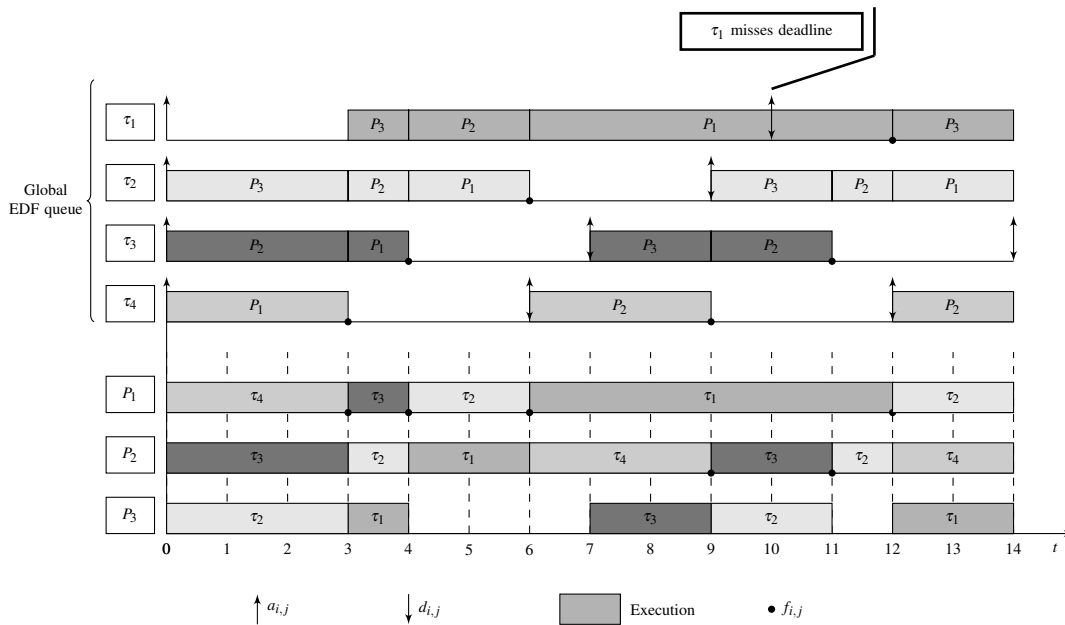 τ1 misses deadline
τ1 P3 P2 P1 P3
Global
EDF queue
τ2 P3 P2 P1 P3 P2 P1
τ3 P2 P1 P3 P2
τ4 P1 P2 P2
P1 τ4 τ3 τ2 τ1 τ2
P2 τ3 τ2 τ1 τ4 τ3 τ2 τ4
P3 τ2 τ1 τ3 τ2 τ1
0 1 2 3 4 5 6 7 8 9 10 11 12 13 14 t
ai,j di,j Execution fi,j